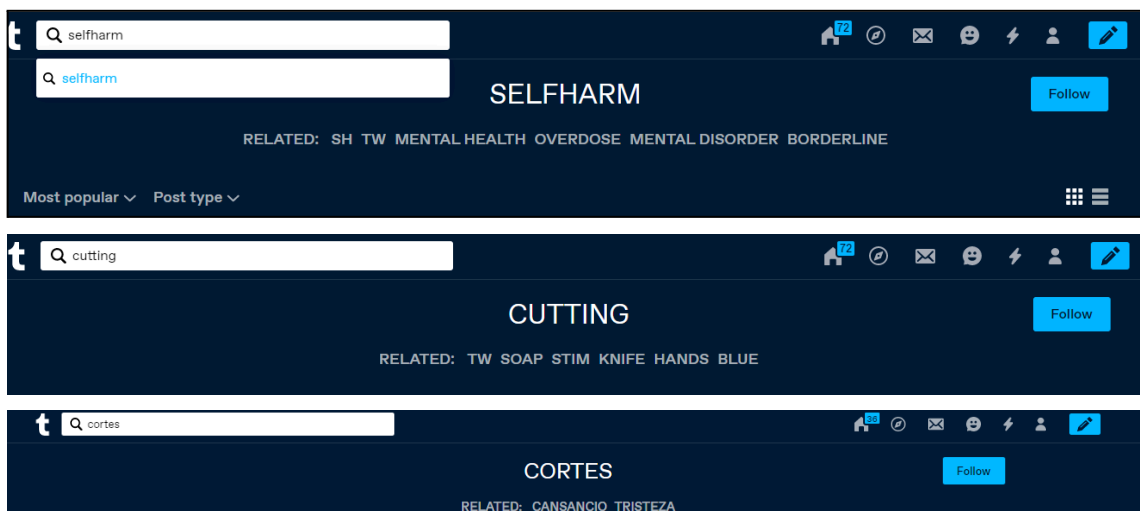 t selfharm 72
selfharm
SELFHARM Follow
RELATED: SH TW MENTAL HEALTH OVERDOSE MENTAL DISORDER BORDERLINE
Most popular Post type
t cutting 72
CUTTING Follow
RELATED: TW SOAP STIM KNIFE HANDS BLUE
t cortes 36
CORTES Follow
RELATED: CANSANCIO TRISTEZA